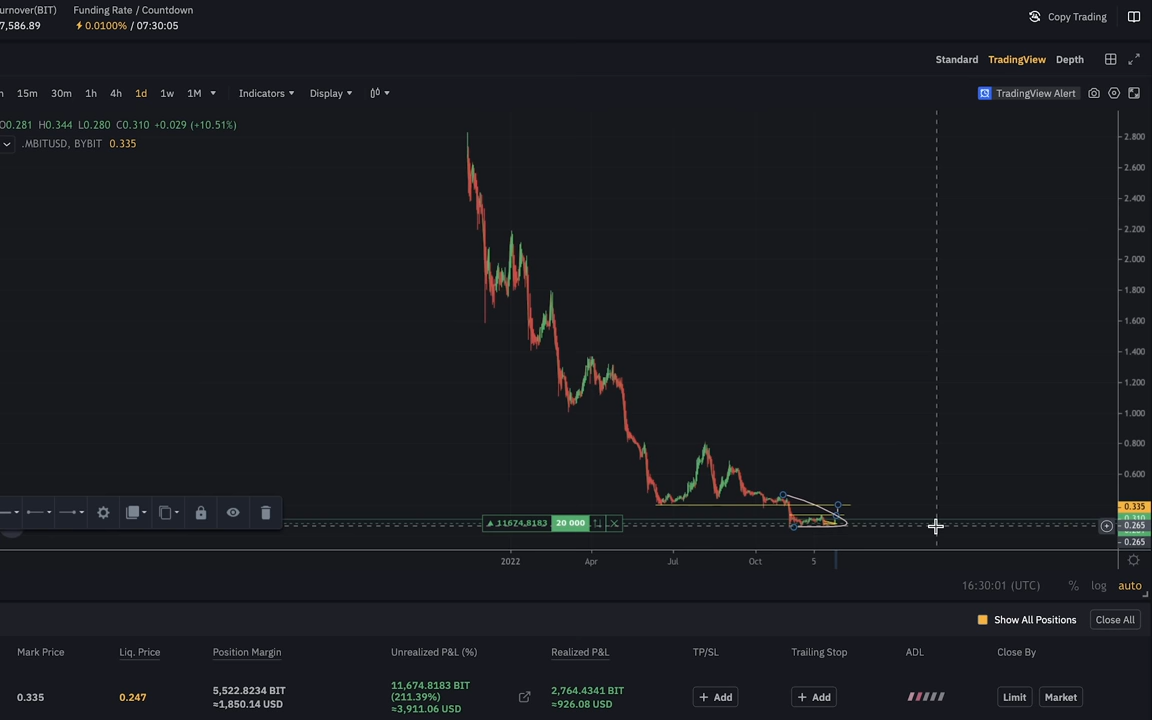 urnover(BIT) Funding Rate / Countdown
7,586.89 0.0100% / 07:30:05
Copy Trading
Standard TradingView Depth
15m 30m 1h 4h 1d 1w 1M Indicators Display
TradingView Alert
O0.281 H0.344 L0.280 C0.310 +0.029 (+10.51%)
.MBITUSD, BYBIT 0.335
2.800
2.600
2.400
2.200
2.000
1.800
1.600
1.400
1.200
1.000
0.800
0.600
0.335
0.310
0.265
0.265
11674,8183 20 000
2022 Apr Jul Oct 5
16:30:01 (UTC) % log auto
Show All Positions Close All
Mark Price Liq. Price Position Margin Unrealized P&L (%) Realized P&L TP/SL Trailing Stop ADL Close By
0.335 0.247 5,522.8234 BIT
≈1,850.14 USD
11,674.8183 BIT
(211.39%)
≈3,911.06 USD
2,764.4341 BIT
≈926.08 USD
+ Add + Add Limit Market